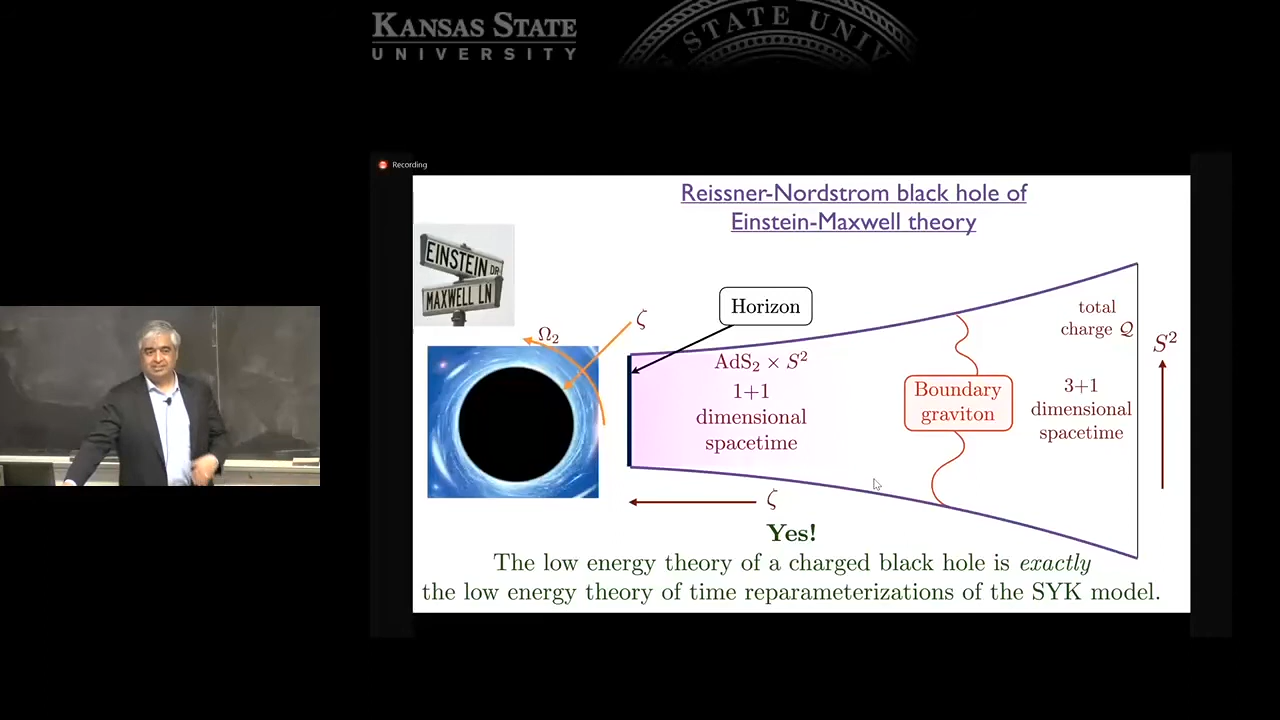 KANSAS STATE
UNIVERSITY
STATE UNIV
Recording
Reissner-Nordstrom black hole of
Einstein-Maxwell theory
EINSTEIN DR
MAXWELL LN
Ω₂
ζ
Horizon
AdS₂ × S²
1+1
dimensional
spacetime
Boundary
graviton
total
charge 𝒬
3+1
dimensional
spacetime
S²
ζ
Yes!
The low energy theory of a charged black hole is exactly
the low energy theory of time reparameterizations of the SYK model.